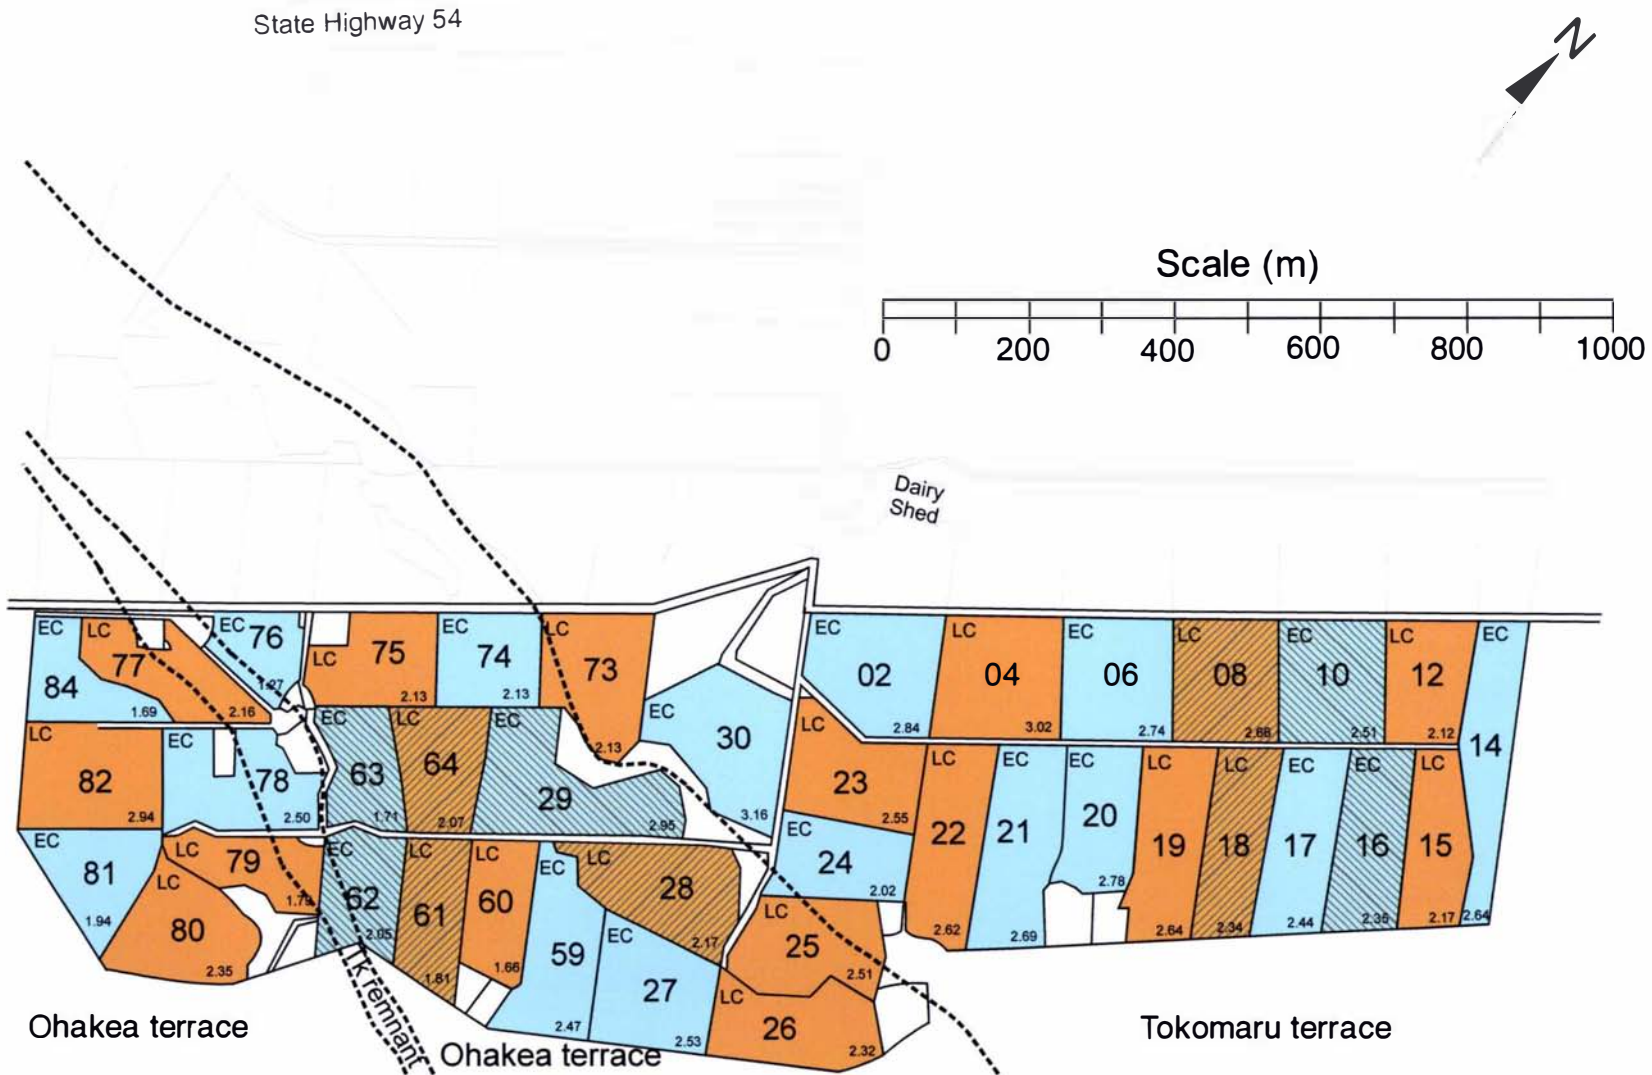 State Highway 54
N
Scale (m)
0 200 400 600 800 1000
Dairy
Shed
EC 84 1.69
LC 77 2.16
EC 76 1.27
LC 75 2.13
EC 74 2.13
LC 73 2.13
EC 30 3.16
EC 02 2.84
LC 04 3.02
EC 06 2.74
LC 08 2.66
EC 10 2.51
LC 12 2.12
EC 14 2.64
LC 82 2.94
EC 78 2.50
EC 63 1.71
LC 64 2.07
EC 29 2.95
LC 23 2.55
EC 24 2.02
LC 22 2.62
EC 21 2.69
EC 20 2.78
LC 19 2.64
LC 18 2.34
EC 17 2.44
EC 16 2.35
LC 15 2.17
EC 81 1.94
LC 79
LC 80 2.35
EC 62 2.05
LC 61 1.81
LC 60 1.66
EC 59 2.47
LC 28 2.17
EC 27 2.53
LC 25 2.51
LC 26 2.32
Ohakea terrace
Tk remnant
Ohakea terrace
Tokomaru terrace